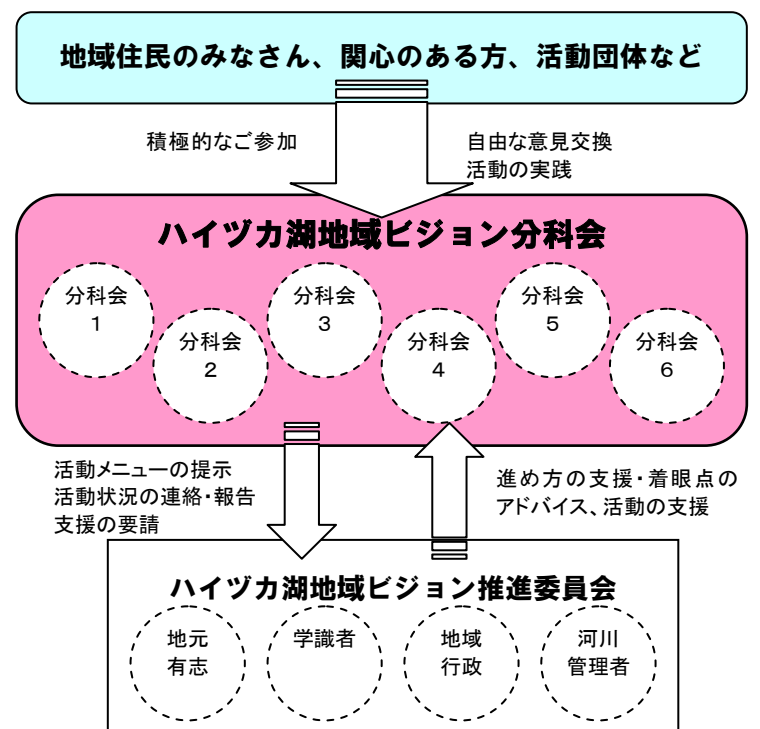 地域住民のみなさん、関心のある方、活動団体など
積極的なご参加
自由な意見交換
活動の実践
ハイヅカ湖地域ビジョン分科会
分科会
1
分科会
2
分科会
3
分科会
4
分科会
5
分科会
6
活動メニューの提示
活動状況の連絡・報告
支援の要請
進め方の支援・着眼点の
アドバイス、活動の支援
ハイヅカ湖地域ビジョン推進委員会
地元
有志
学識者
地域
行政
河川
管理者